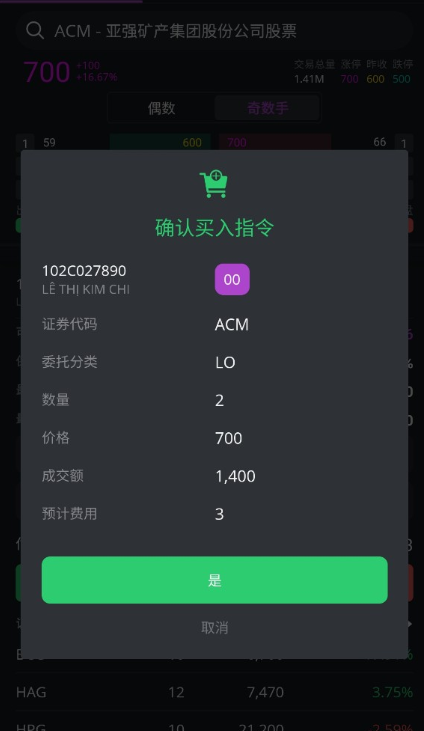 ACM - 亚强矿产集团股份公司股票
700 +100
+16.67%
交易总量 涨停 昨收 跌停
1.41M 700 600 500
偶数 奇数手
1 59 600 700 66 1
确认买入指令
102C027890 00
LÊ THỊ KIM CHI
证券代码 ACM
委托分类 LO
数量 2
价格 700
成交额 1,400
预计费用 3
是
取消
HAG 12 7,470 3.75%
HPG 10 21,200 2.59%